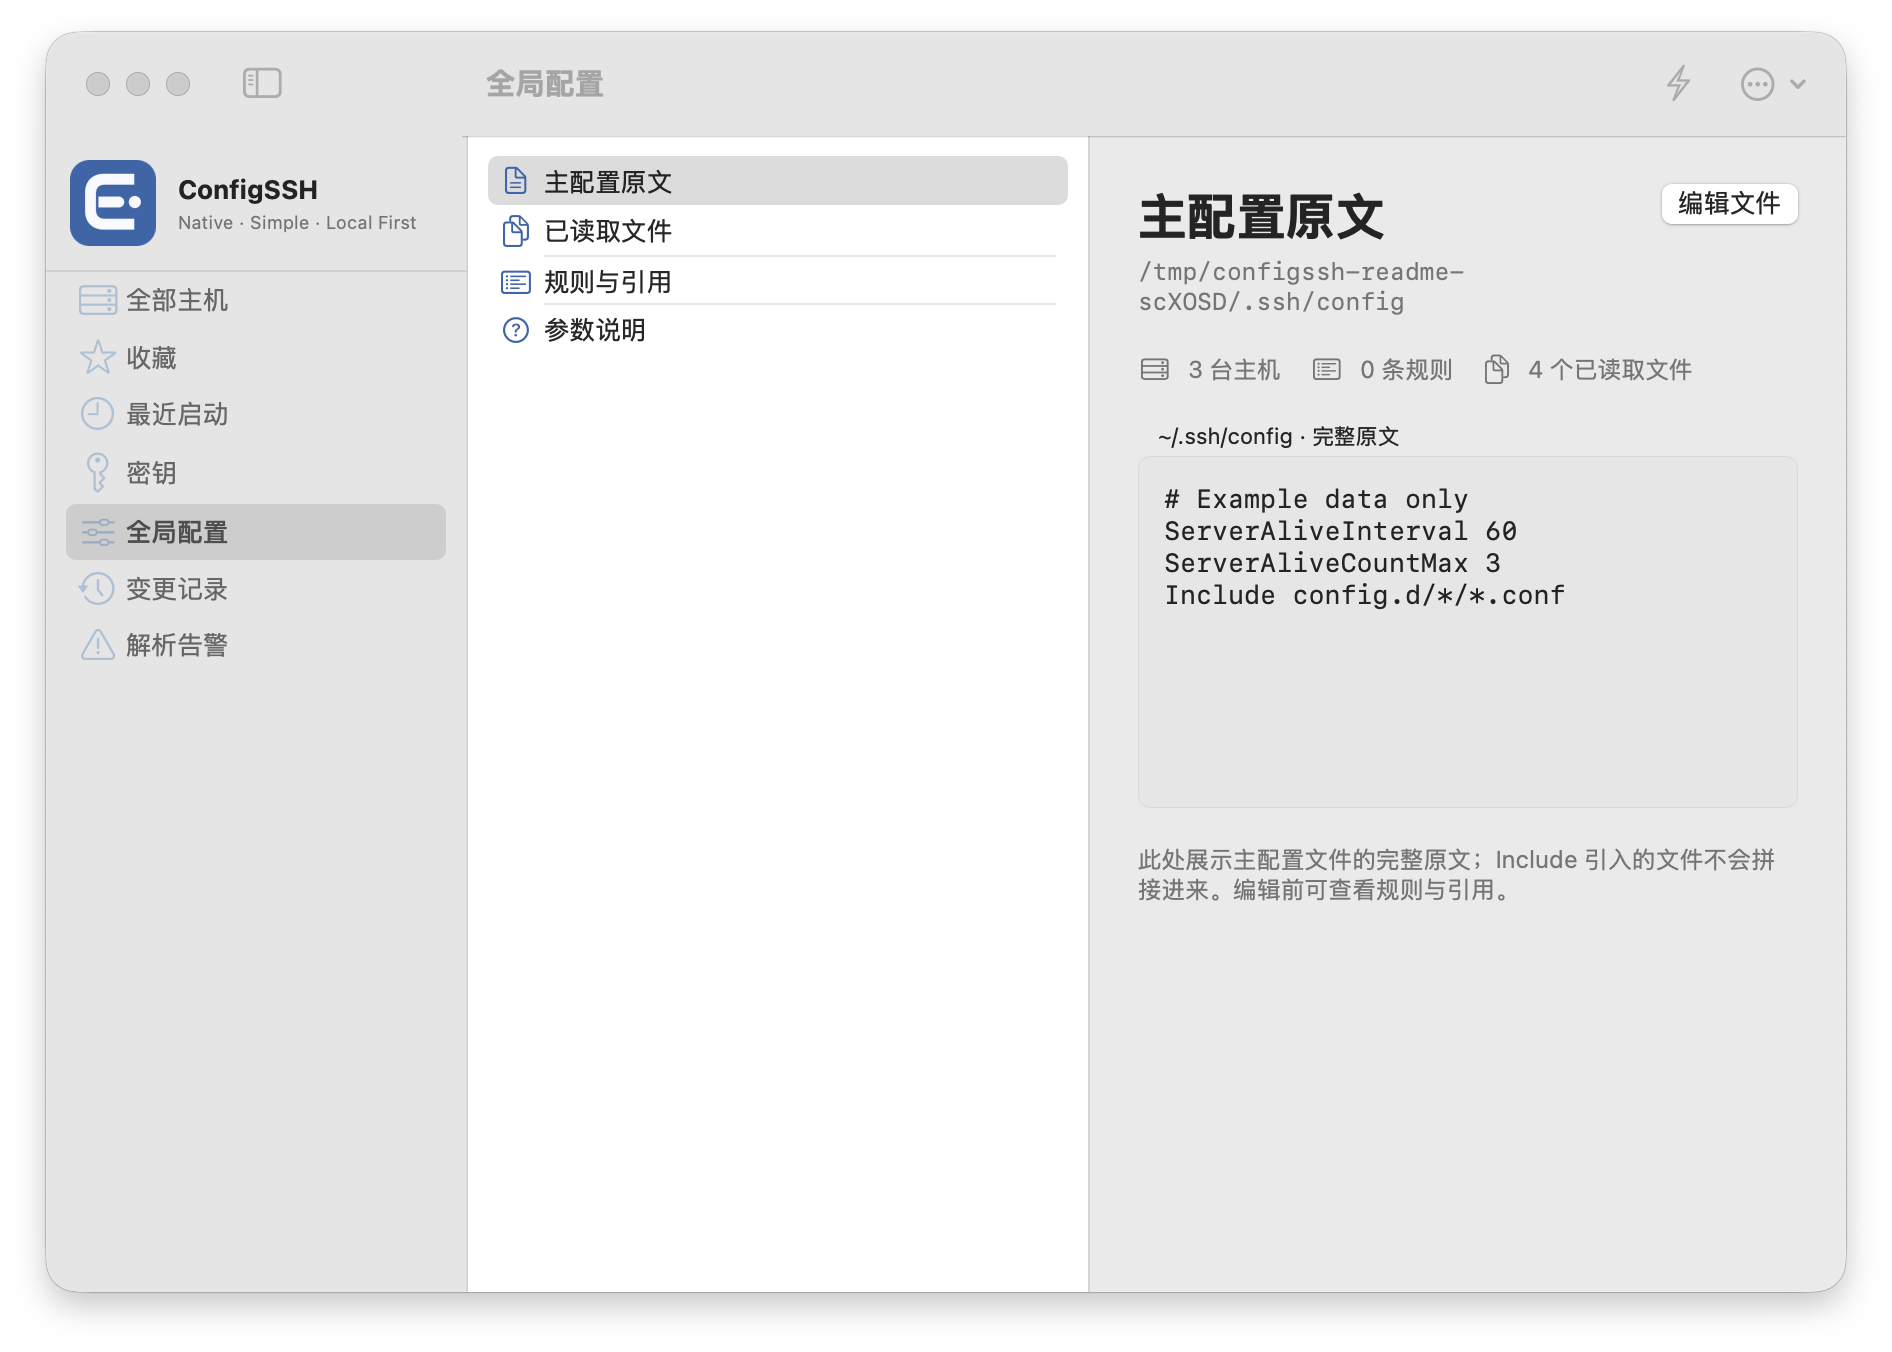 全局配置
ConfigSSH
Native · Simple · Local First
全部主机
收藏
最近启动
密钥
全局配置
变更记录
解析告警
主配置原文
已读取文件
规则与引用
参数说明
主配置原文
编辑文件
/tmp/configssh-readme-
scXOSD/.ssh/config
3 台主机
0 条规则
4 个已读取文件
~/.ssh/config · 完整原文
# Example data only
ServerAliveInterval 60
ServerAliveCountMax 3
Include config.d/*/*.conf
此处展示主配置文件的完整原文；Include 引入的文件不会拼
接进来。编辑前可查看规则与引用。